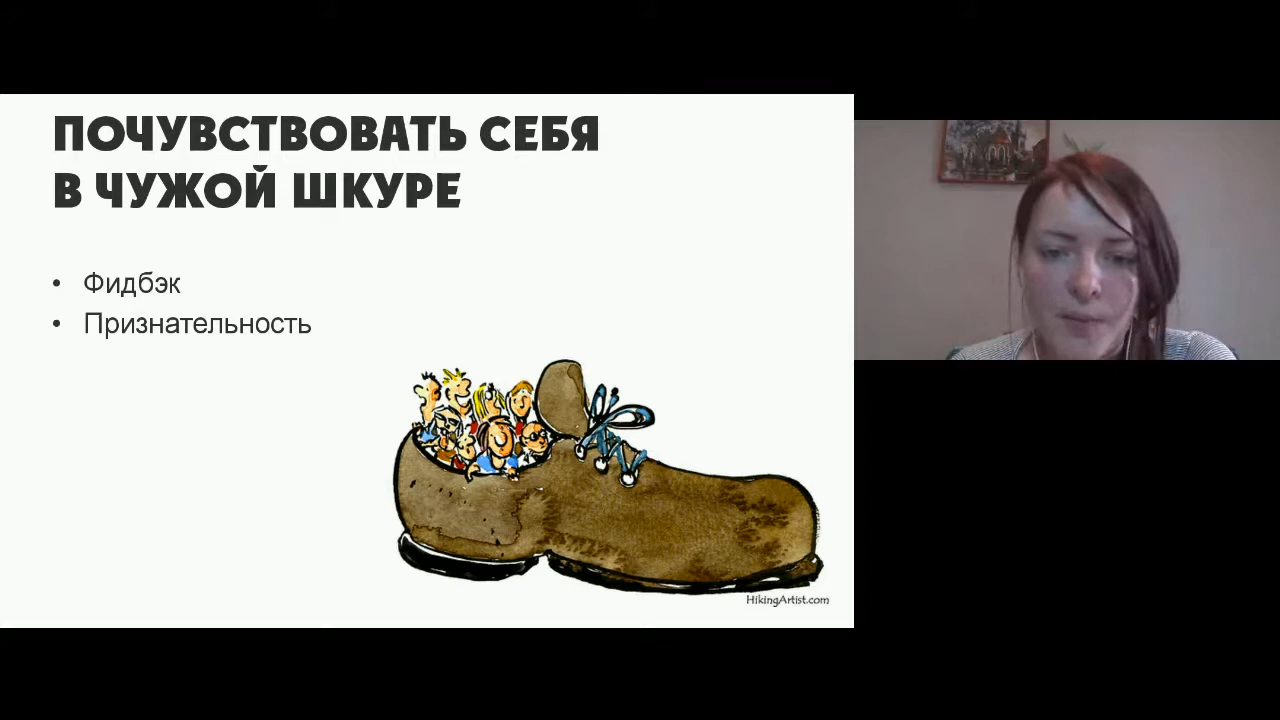 ПОЧУВСТВОВАТЬ СЕБЯ
В ЧУЖОЙ ШКУРЕ
• Фидбэк
• Признательность
HikingArtist.com